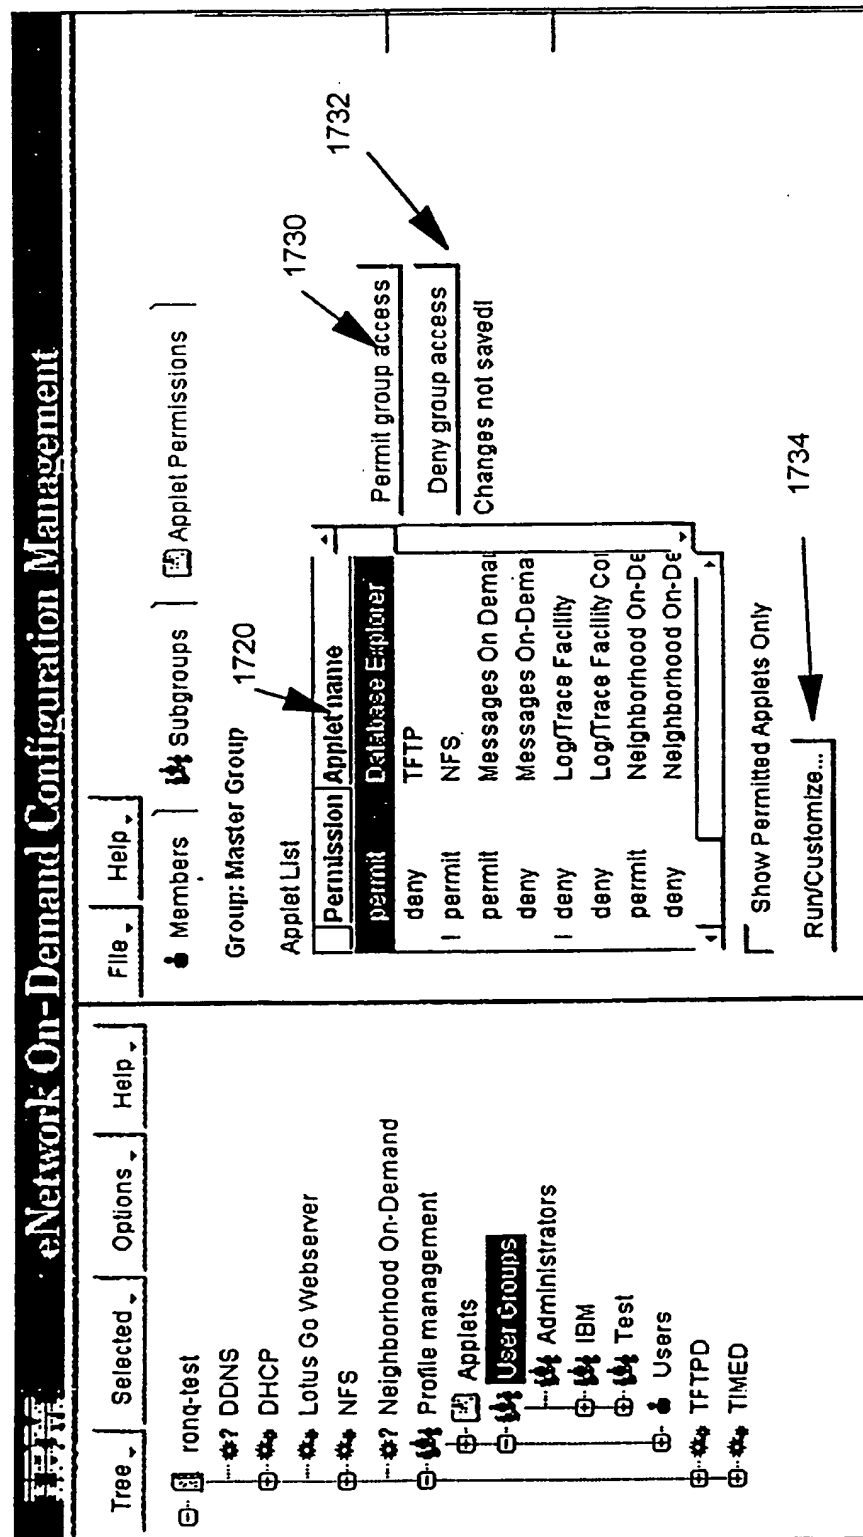 IBM eNetwork On-Demand Configuration Management
Tree Selected Options Help
ronq-test
? DDNS
DHCP
Lotus Go Webserver
NFS
? Neighborhood On-Demand
Profile management
Applets
User Groups
Administrators
IBM
Test
Users
TFTPD
TIMED
File Help
Members Subgroups Applet Permissions
Group: Master Group
Applet List
Permission Applet name
permit Database Explorer
deny TFTP
! permit NFS
permit Messages On Deman
deny Messages On-Dema
! deny Log/Trace Facility
deny Log/Trace Facility Col
permit Neighborhood On-De
deny Neighborhood On-De
Permit group access
Deny group access
Changes not saved!
Show Permitted Applets Only
Run/Customize...
1720
1730
1732
1734